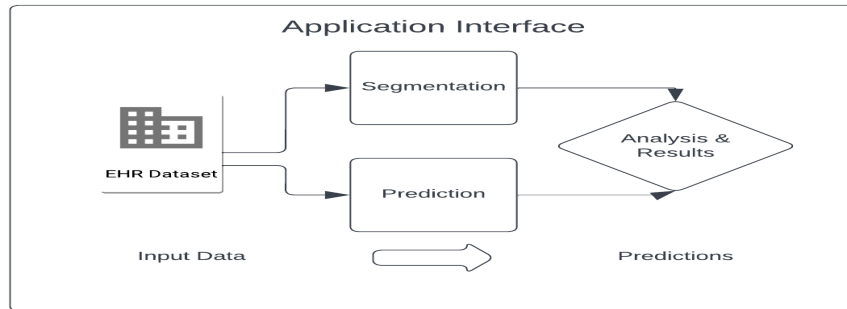 Application Interface
Segmentation
EHR Dataset
Prediction
Analysis &
Results
Input Data
Predictions